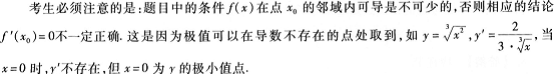 考生必须注意的是:题目中的条件 f(x) 在点 x₀ 的邻域内可导是不可少的,否则相应的结论
f′(x₀)=0不一定正确. 这是因为极值可以在导数不存在的点处取到,如 y=∛x², y′=2/(3·∛x), 当
x=0 时,y′不存在,但 x=0 为 y 的极小值点.